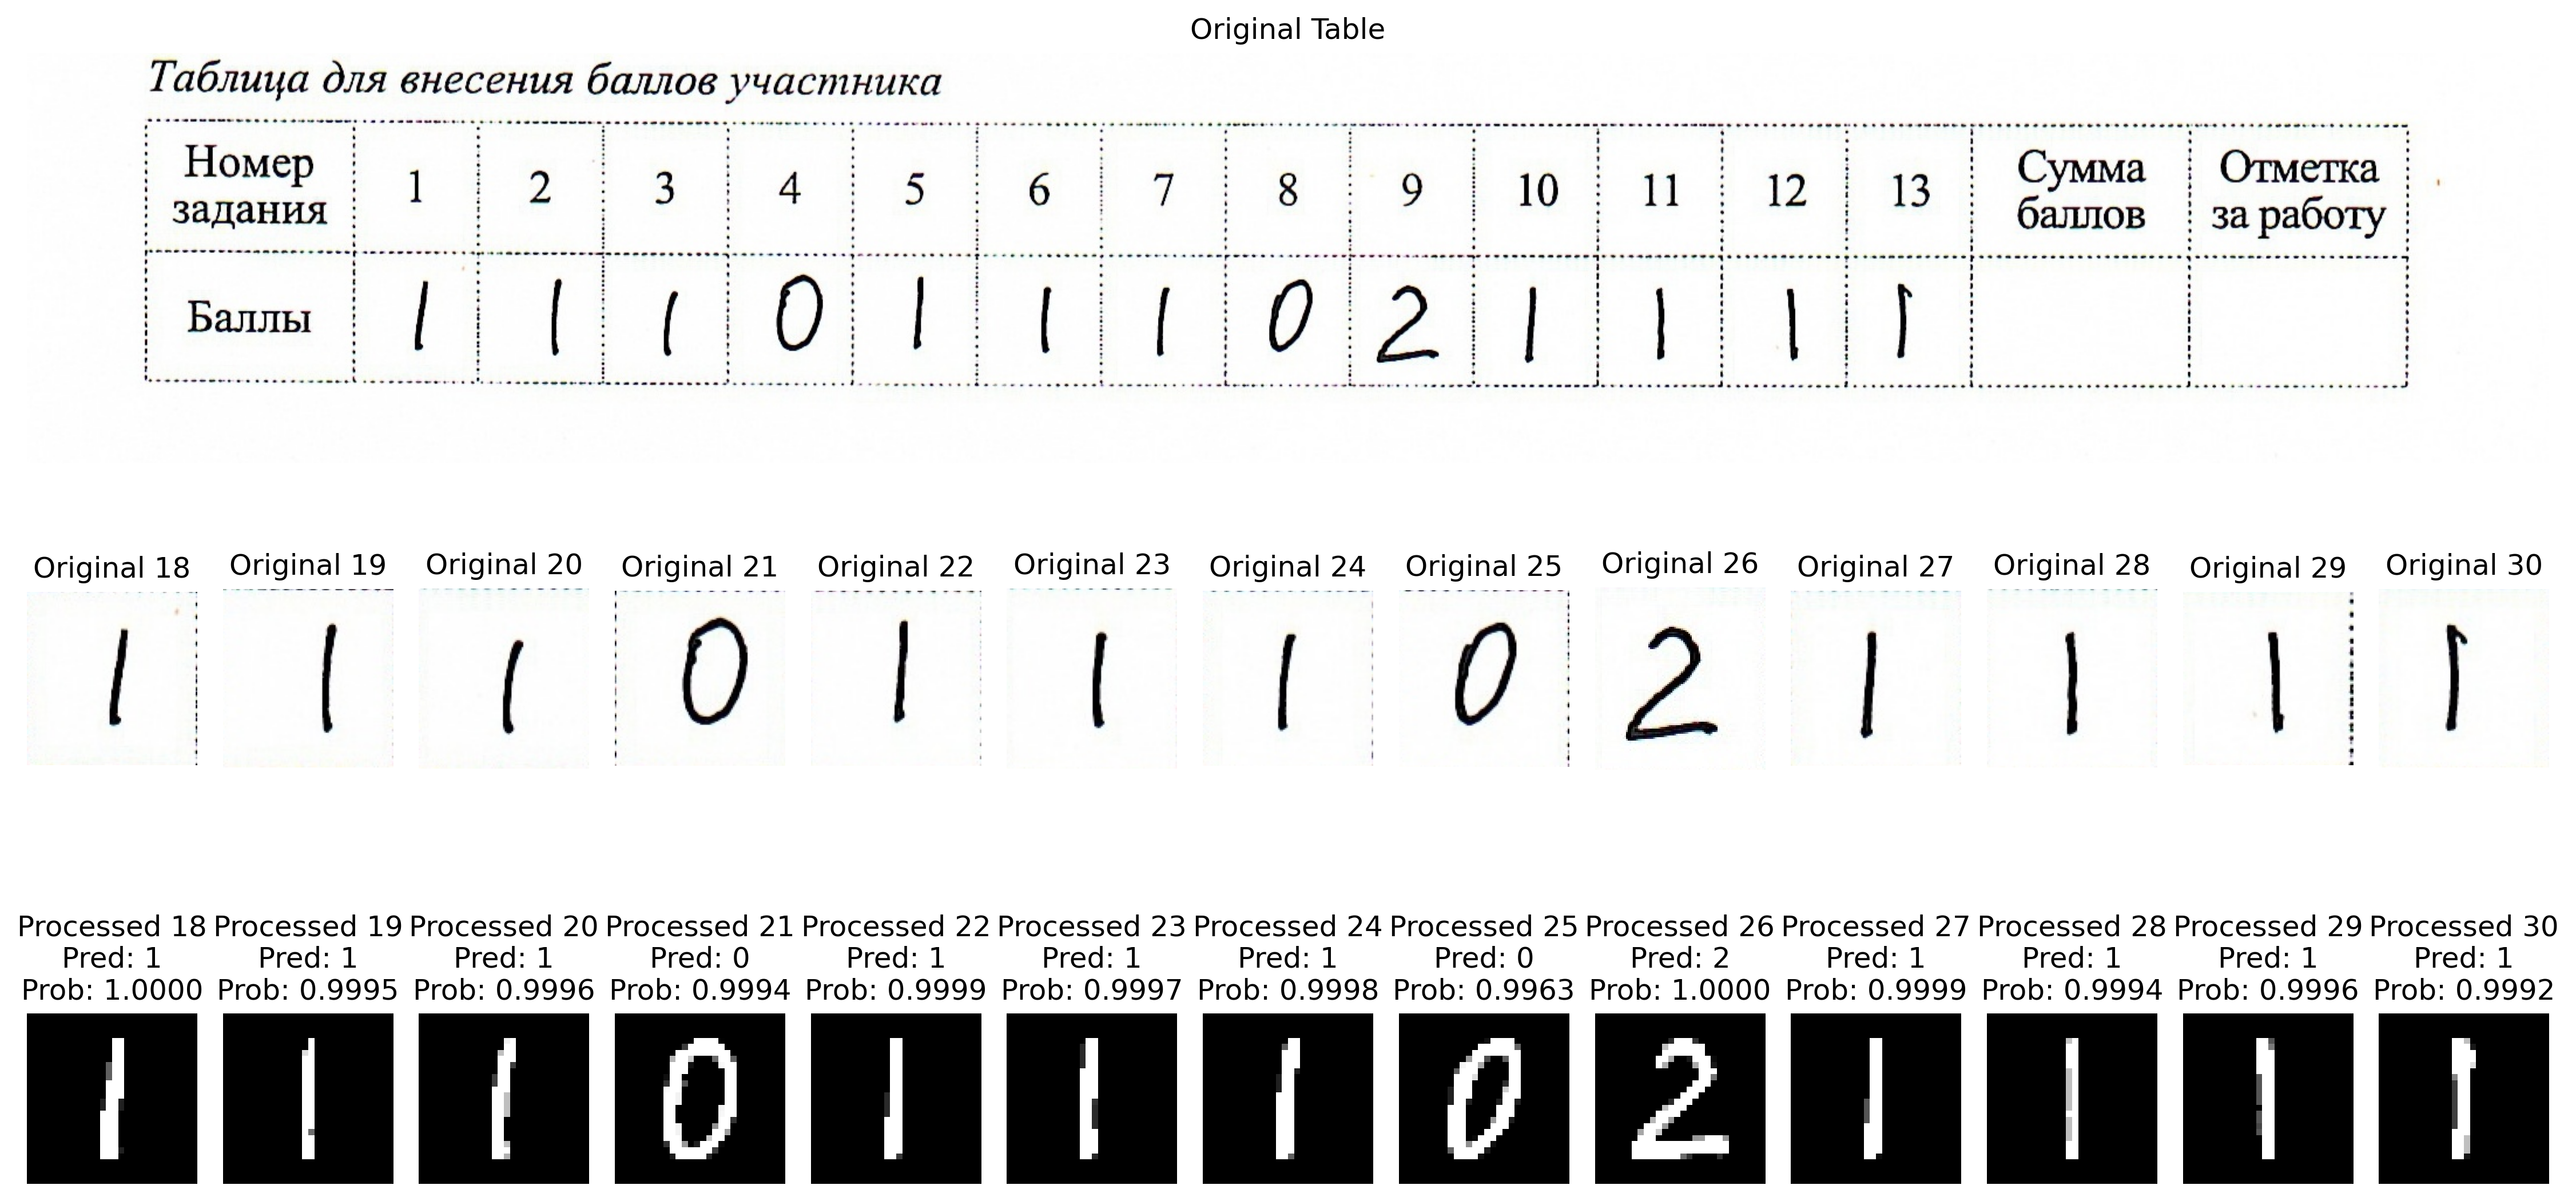 Original Table
Таблица для внесения баллов участника
Номер задания 1 2 3 4 5 6 7 8 9 10 11 12 13 Сумма баллов Отметка за работу
Баллы 1 1 1 0 1 1 1 0 2 1 1 1 1
Original 18 Original 19 Original 20 Original 21 Original 22 Original 23 Original 24 Original 25 Original 26 Original 27 Original 28 Original 29 Original 30
1 1 1 0 1 1 1 0 2 1 1 1 1
Processed 18 Processed 19 Processed 20 Processed 21 Processed 22 Processed 23 Processed 24 Processed 25 Processed 26 Processed 27 Processed 28 Processed 29 Processed 30
Pred: 1 Pred: 1 Pred: 1 Pred: 0 Pred: 1 Pred: 1 Pred: 1 Pred: 0 Pred: 2 Pred: 1 Pred: 1 Pred: 1 Pred: 1
Prob: 1.0000 Prob: 0.9995 Prob: 0.9996 Prob: 0.9994 Prob: 0.9999 Prob: 0.9997 Prob: 0.9998 Prob: 0.9963 Prob: 1.0000 Prob: 0.9999 Prob: 0.9994 Prob: 0.9996 Prob: 0.9992
1 1 1 0 1 1 1 0 2 1 1 1 1